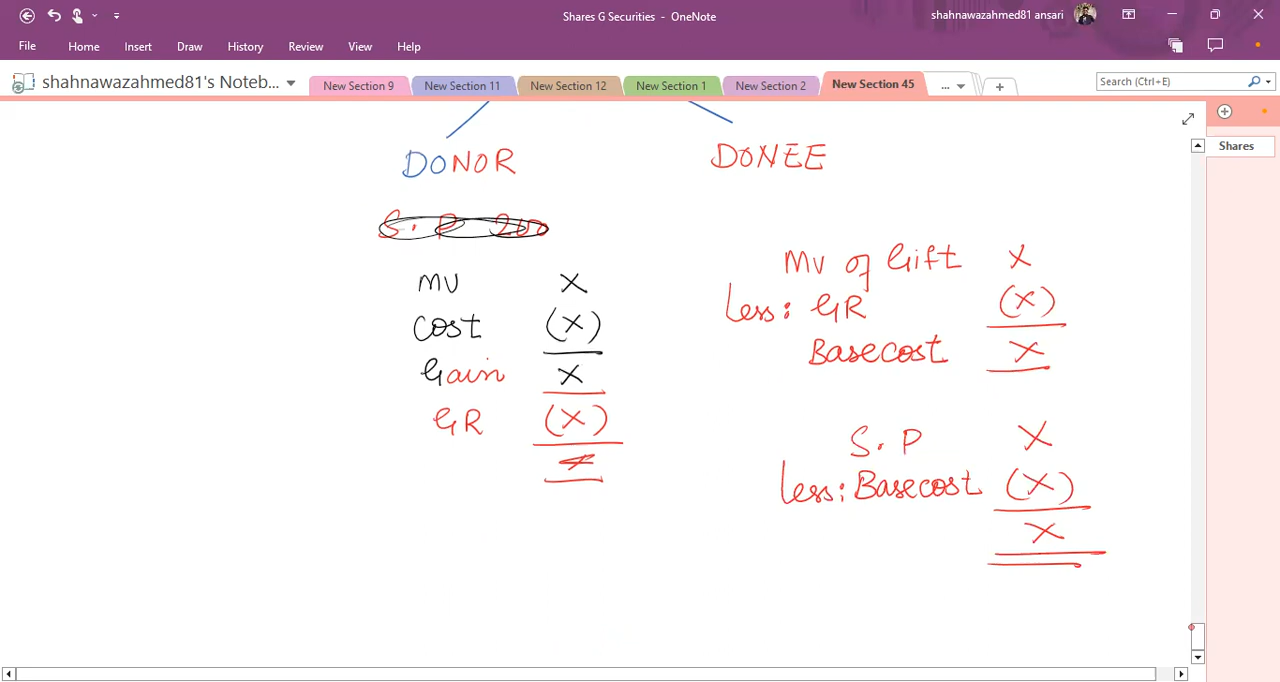 Shares G Securities - OneNote
shahnawazahmed81 ansari
File Home Insert Draw History Review View Help
shahnawazahmed81's Noteb... New Section 9 New Section 11 New Section 12 New Section 1 New Section 2 New Section 45 ... + Search (Ctrl+E)
Shares
DONOR
S.P 200
MV X
Cost (X)
Gain X
GR (X)
DONEE
MV of Gift X
Less: GR (X)
Basecost X
S.P X
Less: Basecost (X)
X